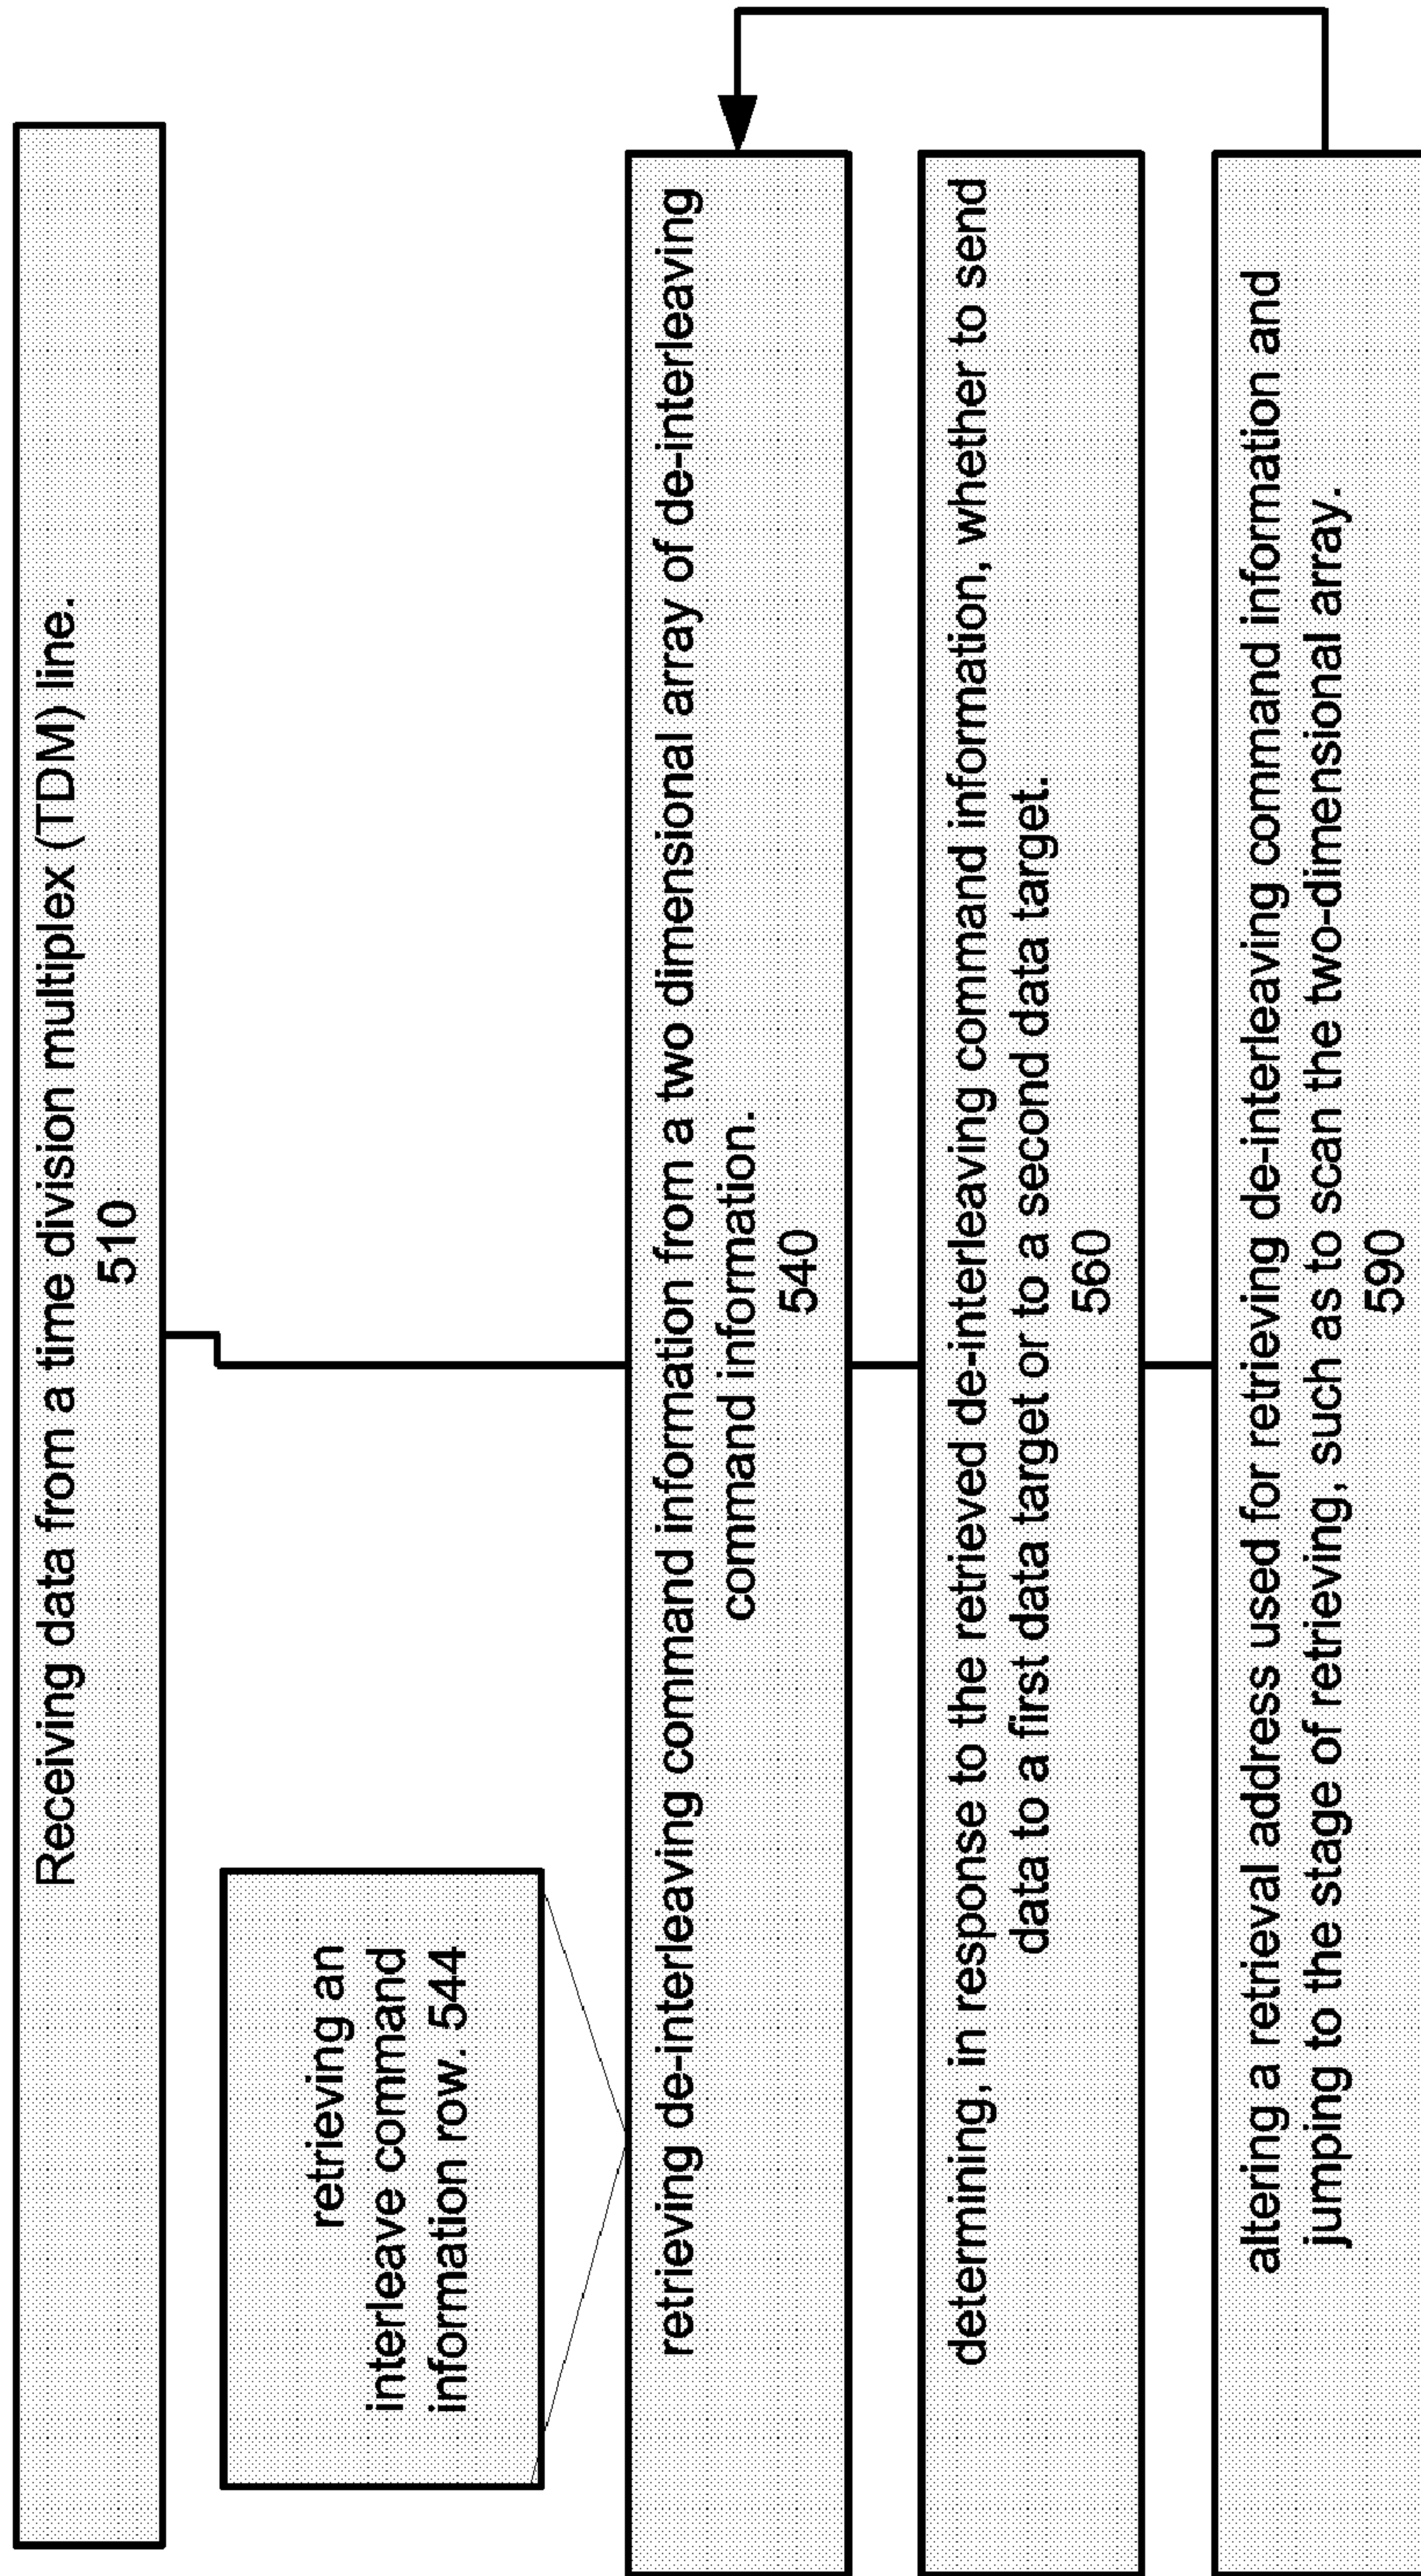 Receiving data from a time division multiplex (TDM) line.
510
retrieving an
interleave command
information row. 544
retrieving de-interleaving command information from a two dimensional array of de-interleaving
command information.
540
determining, in response to the retrieved de-interleaving command information, whether to send
data to a first data target or to a second data target.
560
altering a retrieval address used for retrieving de-interleaving command information and
jumping to the stage of retrieving, such as to scan the two-dimensional array.
590